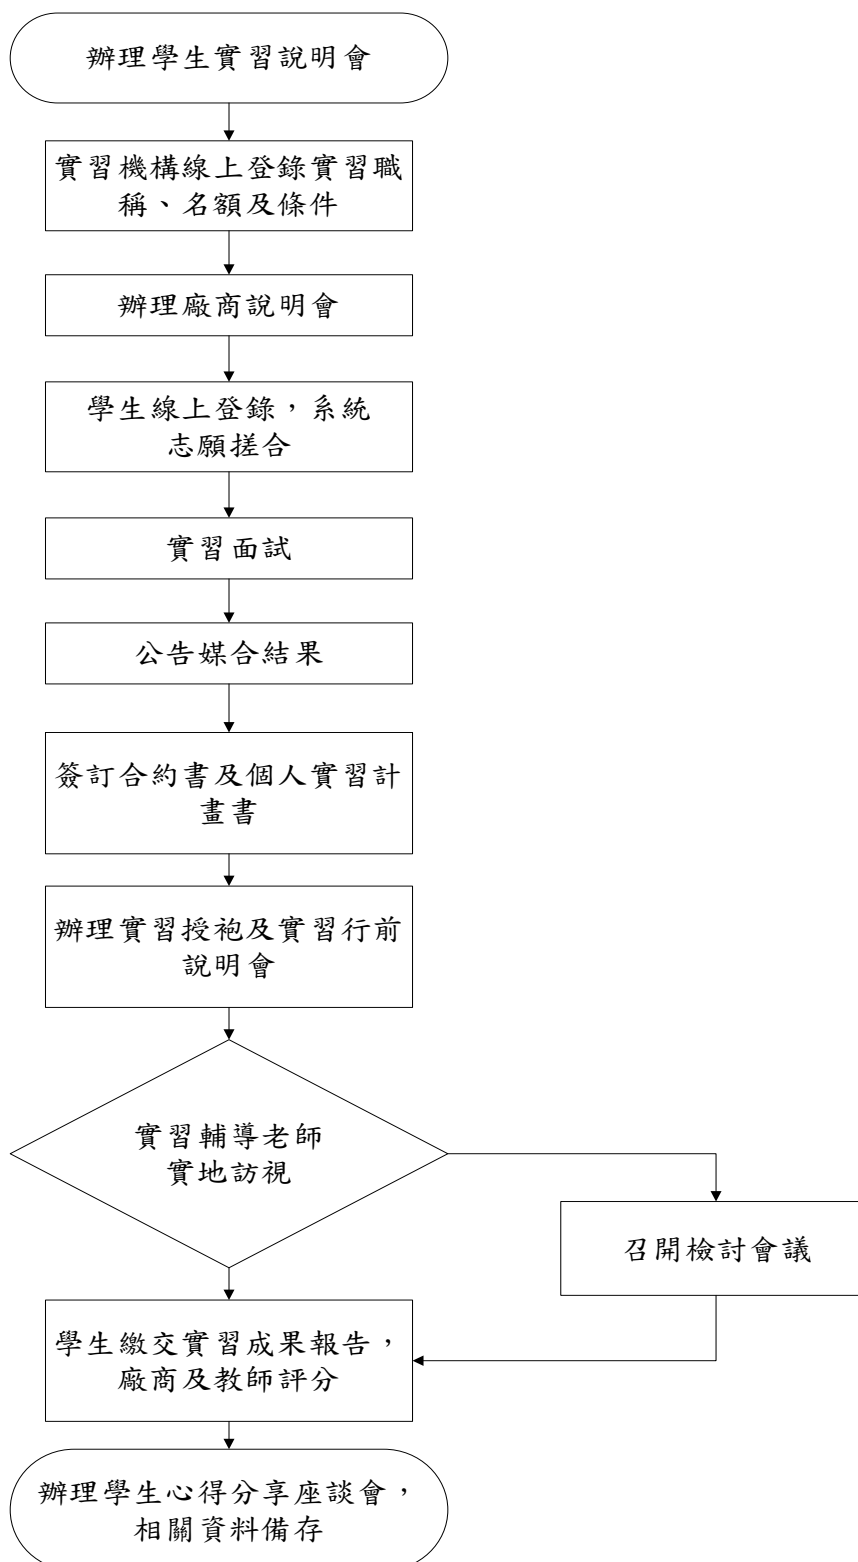 辦理學生實習說明會
實習機構線上登錄實習職
稱、名額及條件
辦理廠商說明會
學生線上登錄，系統
志願搓合
實習面試
公告媒合結果
簽訂合約書及個人實習計
畫書
辦理實習授袍及實習行前
說明會
實習輔導老師
實地訪視
召開檢討會議
學生繳交實習成果報告，
廠商及教師評分
辦理學生心得分享座談會，
相關資料備存